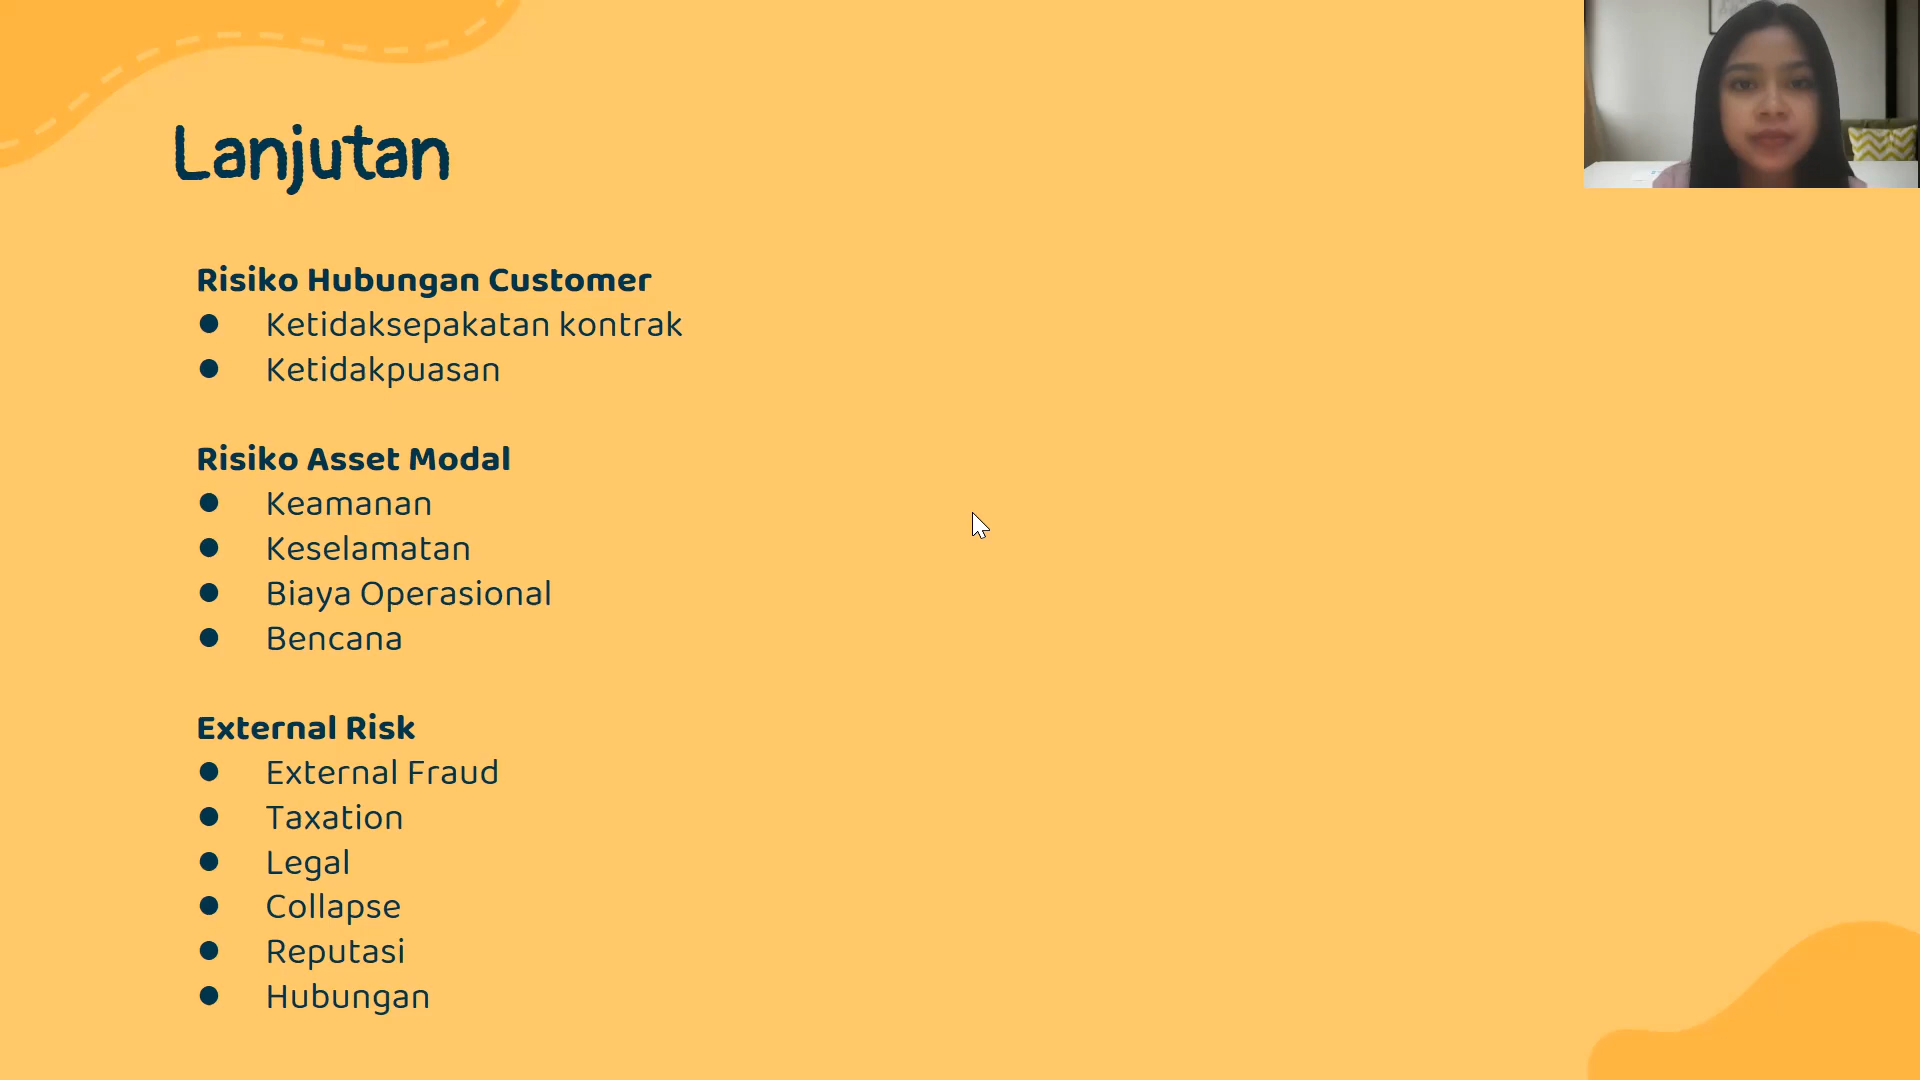 Lanjutan
Risiko Hubungan Customer
● Ketidaksepakatan kontrak
● Ketidakpuasan
Risiko Asset Modal
● Keamanan
● Keselamatan
● Biaya Operasional
● Bencana
External Risk
● External Fraud
● Taxation
● Legal
● Collapse
● Reputasi
● Hubungan